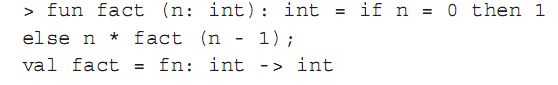 > fun fact (n: int): int = if n = 0 then 1
else n * fact (n - 1);
val fact = fn: int -> int